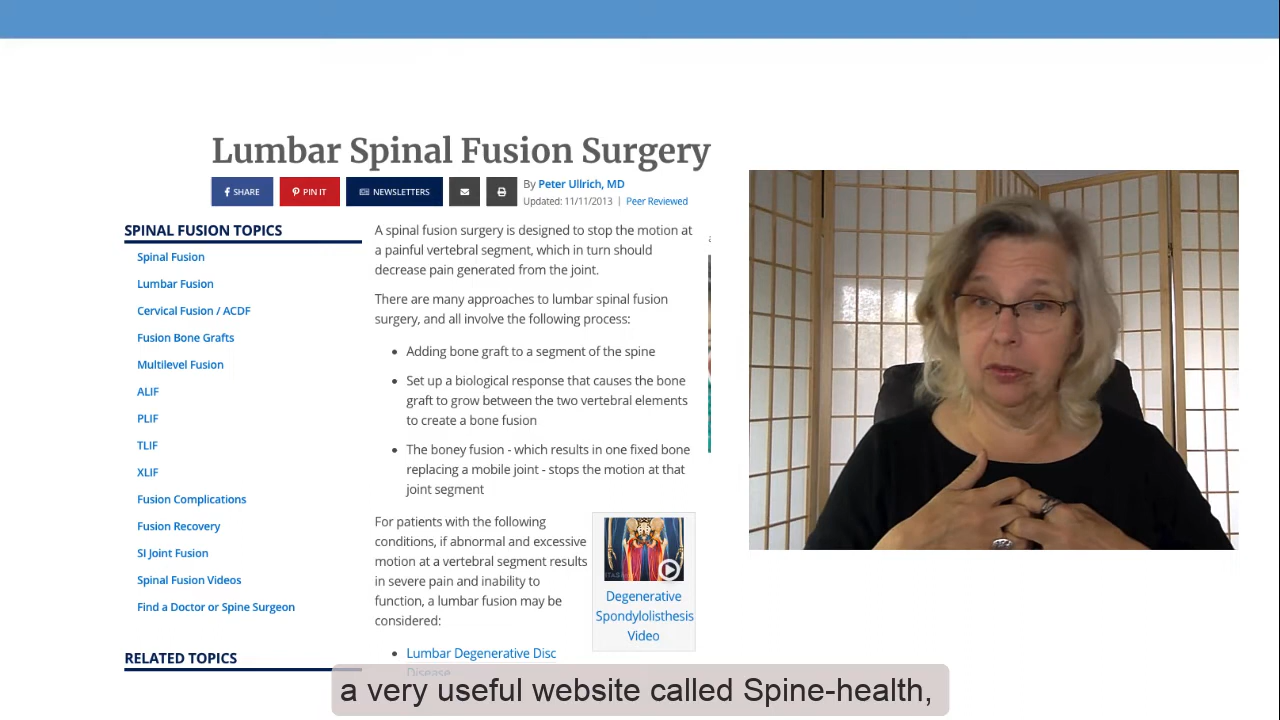 Lumbar Spinal Fusion Surgery
SHARE
PIN IT
NEWSLETTERS
By Peter Ullrich, MD
Updated: 11/11/2013 | Peer Reviewed
SPINAL FUSION TOPICS
Spinal Fusion
Lumbar Fusion
Cervical Fusion / ACDF
Fusion Bone Grafts
Multilevel Fusion
ALIF
PLIF
TLIF
XLIF
Fusion Complications
Fusion Recovery
SI Joint Fusion
Spinal Fusion Videos
Find a Doctor or Spine Surgeon
RELATED TOPICS
A spinal fusion surgery is designed to stop the motion at
a painful vertebral segment, which in turn should
decrease pain generated from the joint.
There are many approaches to lumbar spinal fusion
surgery, and all involve the following process:
• Adding bone graft to a segment of the spine
• Set up a biological response that causes the bone
graft to grow between the two vertebral elements
to create a bone fusion
• The boney fusion - which results in one fixed bone
replacing a mobile joint - stops the motion at that
joint segment
For patients with the following
conditions, if abnormal and excessive
motion at a vertebral segment results
in severe pain and inability to
function, a lumbar fusion may be
considered:
• Lumbar Degenerative Disc
Disease
Degenerative
Spondylolisthesis
Video
a very useful website called Spine-health,